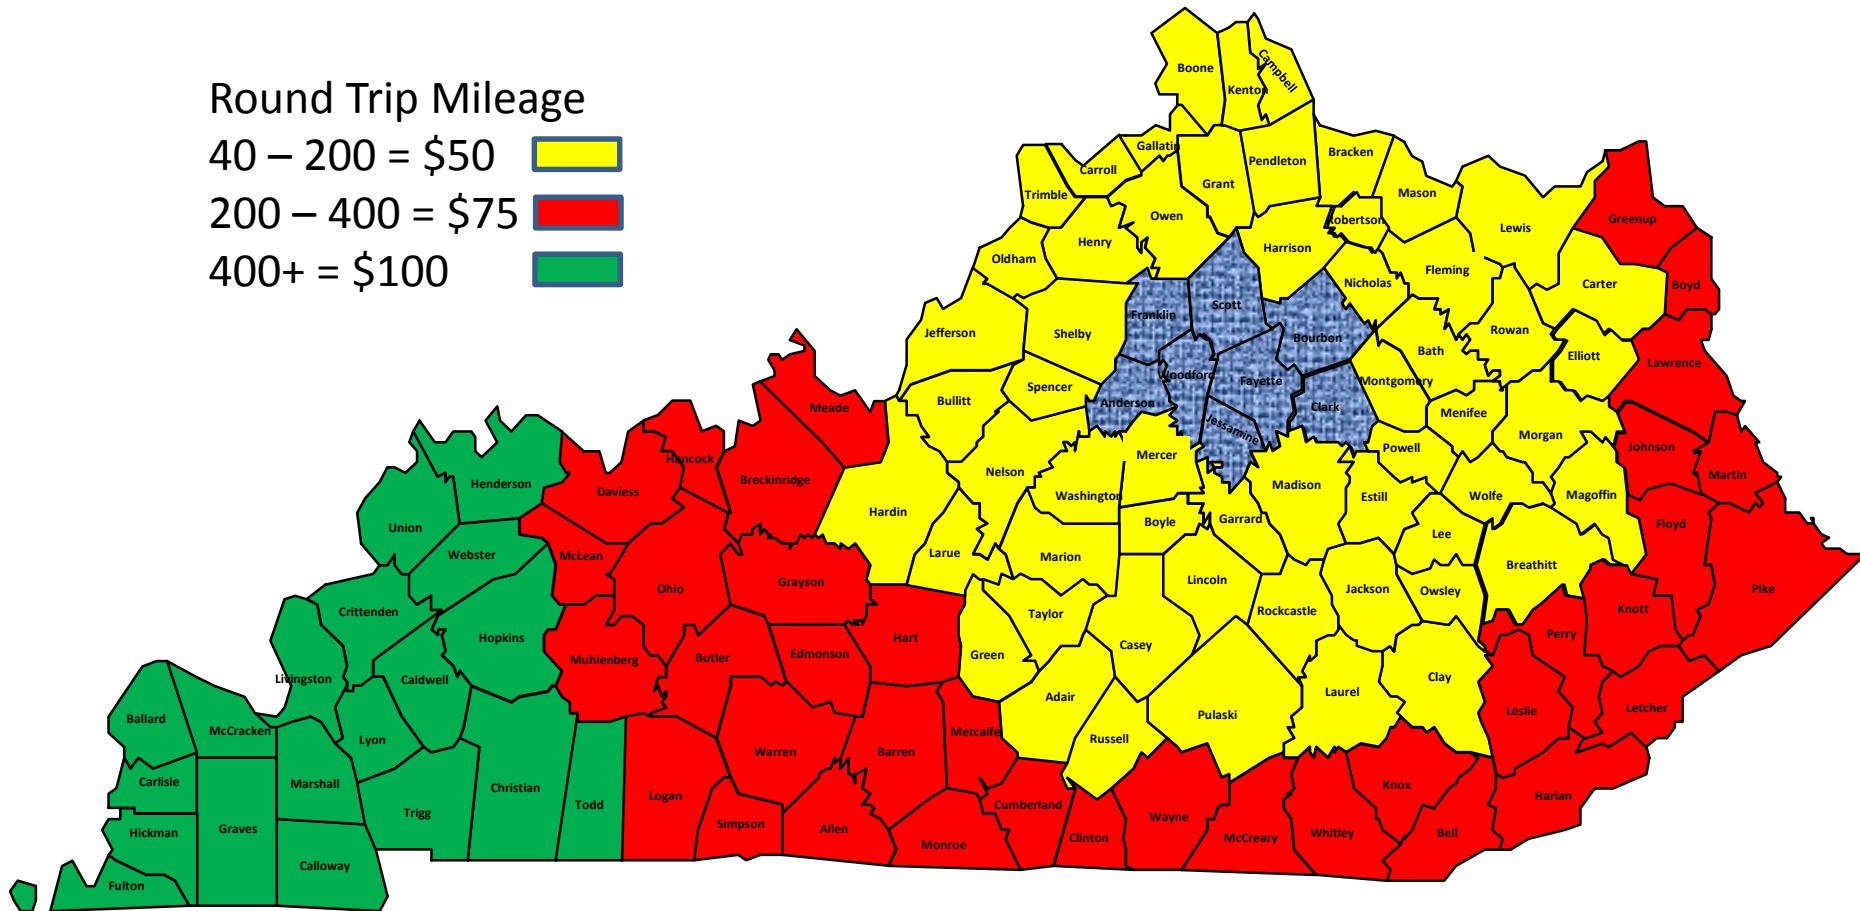 Round Trip Mileage
40 – 200 = $50
200 – 400 = $75
400+ = $100
Boone
Kenton
Campbell
Gallatin
Carroll
Trimble
Grant
Pendleton
Bracken
Mason
Lewis
Greenup
Owen
Robertson
Henry
Harrison
Oldham
Fleming
Nicholas
Carter
Boyd
Franklin
Scott
Jefferson
Shelby
Bourbon
Rowan
Bath
Elliott
Lawrence
Woodford
Fayette
Montgomery
Spencer
Bullitt
Anderson
Clark
Meade
Menifee
Jessamine
Morgan
Mercer
Powell
Johnson
Hancock
Nelson
Martin
Breckinridge
Henderson
Daviess
Washington
Madison
Estill
Wolfe
Magoffin
Hardin
Boyle
Garrard
Union
Floyd
Lee
Webster
McLean
Larue
Marion
Breathitt
Grayson
Lincoln
Ohio
Jackson
Owsley
Pike
Crittenden
Taylor
Rockcastle
Knott
Hopkins
Hart
Casey
Perry
Muhlenberg
Butler
Edmonson
Green
Livingston
Caldwell
Clay
Adair
Laurel
Ballard
Pulaski
Leslie
Letcher
McCracken
Lyon
Metcalfe
Russell
Warren
Barren
Carlisle
Marshall
Christian
Knox
Logan
Todd
Cumberland
Harlan
Trigg
Wayne
Simpson
Allen
Hickman
Graves
Monroe
Clinton
McCreary
Whitley
Bell
Calloway
Fulton